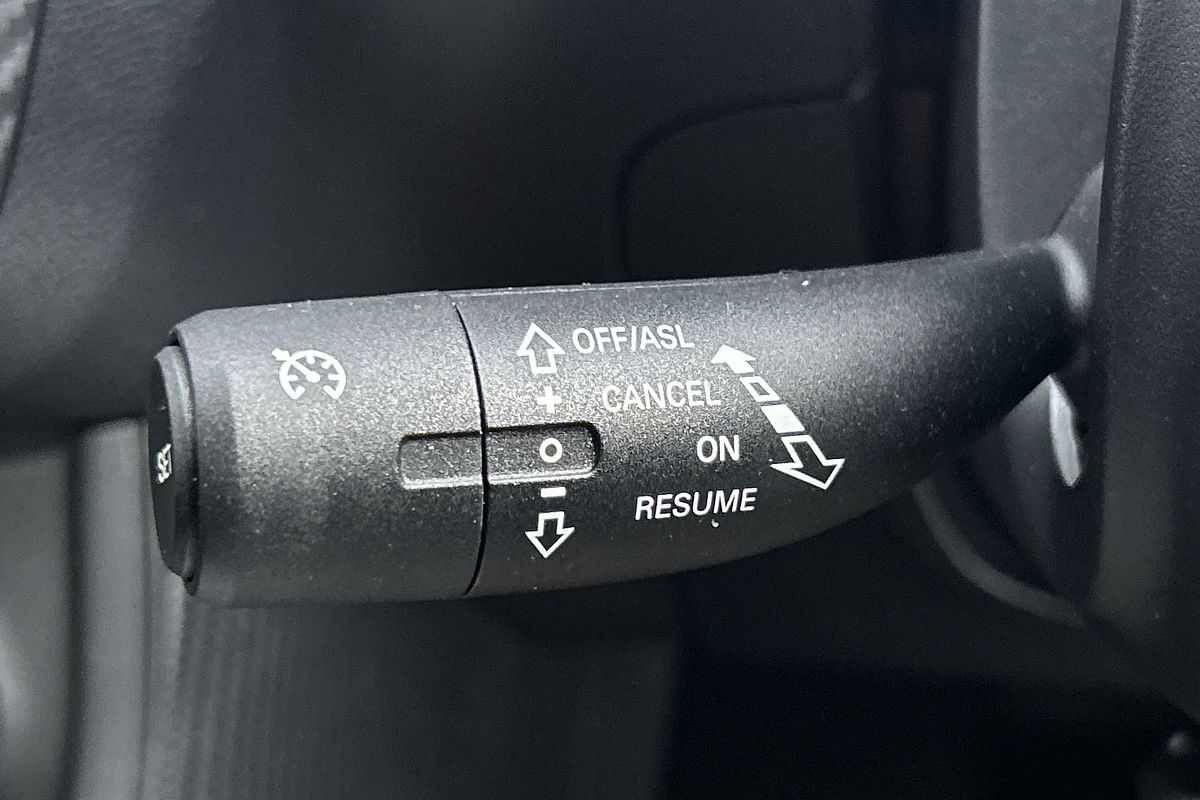 OFF/ASL
+ CANCEL
O ON
– RESUME
SET